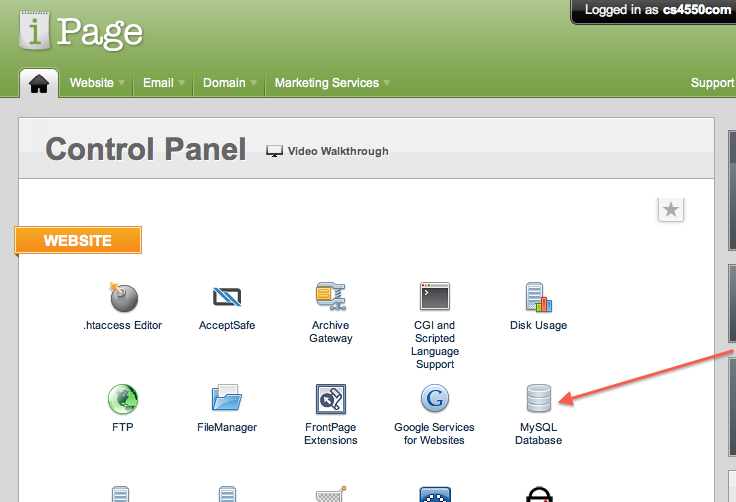 Logged in as cs4550com
iPage
Website
Email
Domain
Marketing Services
Support
Control Panel
Video Walkthrough
WEBSITE
.htaccess Editor
AcceptSafe
Archive
Gateway
CGI and
Scripted
Language
Support
Disk Usage
FTP
FileManager
FrontPage
Extensions
Google Services
for Websites
MySQL
Database